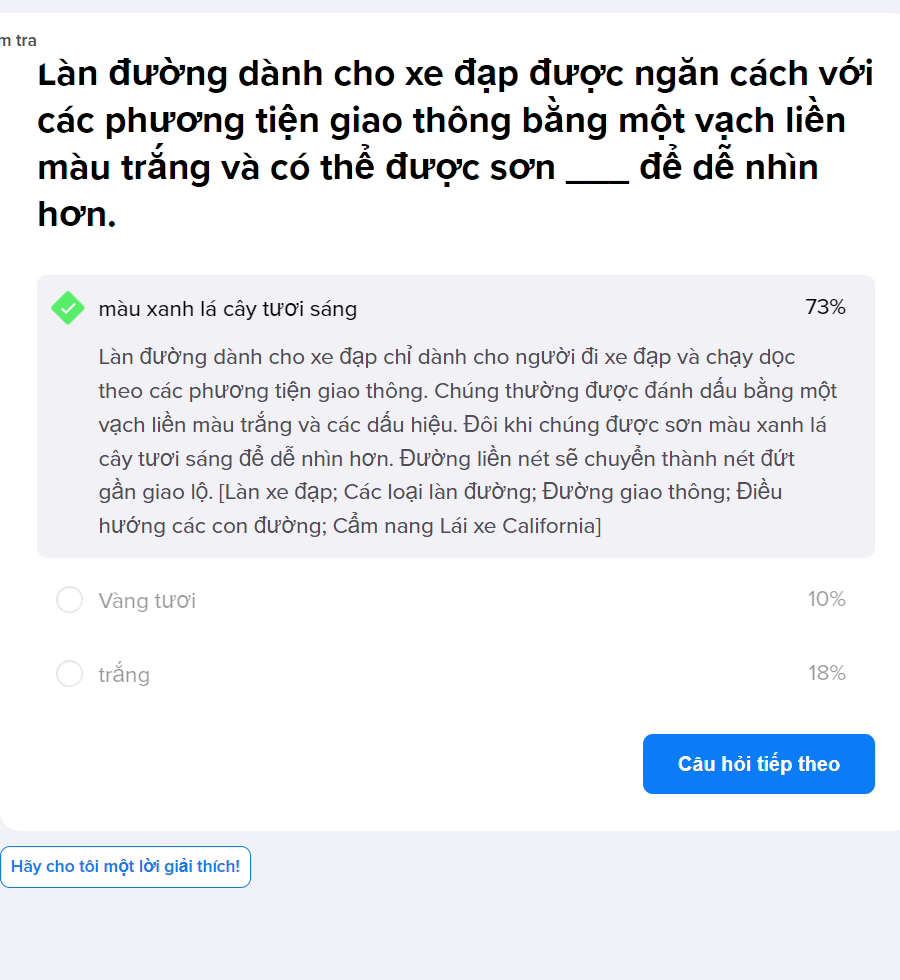 m tra
Làn đường dành cho xe đạp được ngăn cách với
các phương tiện giao thông bằng một vạch liền
màu trắng và có thể được sơn ___ để dễ nhìn
hơn.
màu xanh lá cây tươi sáng
73%
Làn đường dành cho xe đạp chỉ dành cho người đi xe đạp và chạy dọc
theo các phương tiện giao thông. Chúng thường được đánh dấu bằng một
vạch liền màu trắng và các dấu hiệu. Đôi khi chúng được sơn màu xanh lá
cây tươi sáng để dễ nhìn hơn. Đường liền nét sẽ chuyển thành nét đứt
gần giao lộ. [Làn xe đạp; Các loại làn đường; Đường giao thông; Điều
hướng các con đường; Cẩm nang Lái xe California]
Vàng tươi
10%
trắng
18%
Câu hỏi tiếp theo
Hãy cho tôi một lời giải thích!